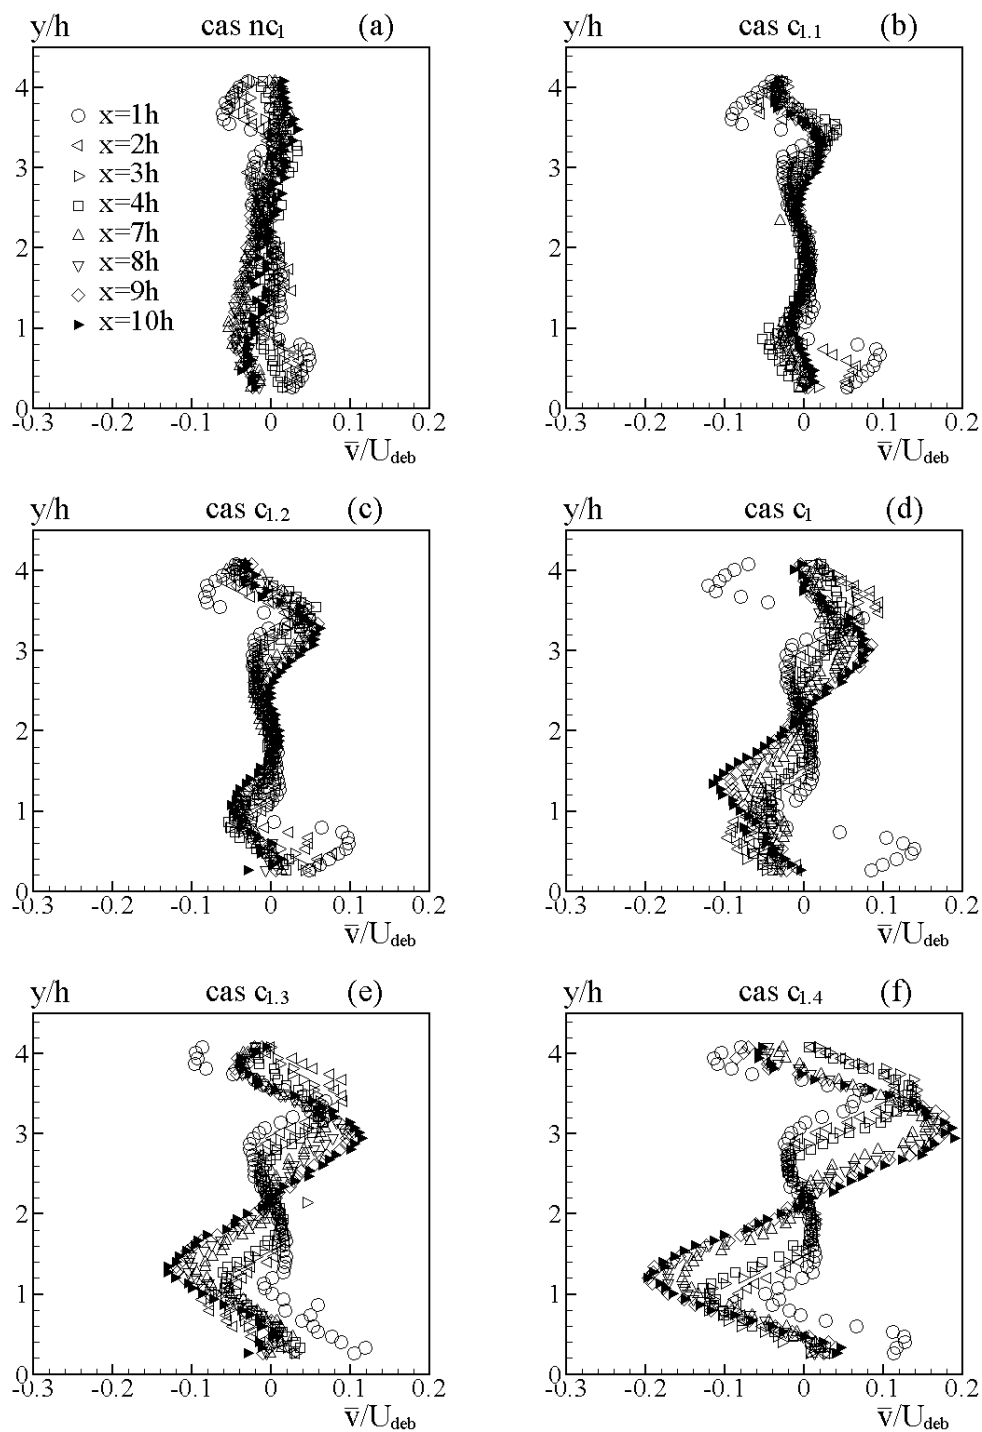 y/h cas nc₁ (a)
4
3
2
1
0
x=1h
x=2h
x=3h
x=4h
x=7h
x=8h
x=9h
x=10h
-0.3 -0.2 -0.1 0 0.1 0.2
v̅/U_deb
y/h cas c₁.₁ (b)
4
3
2
1
0
-0.3 -0.2 -0.1 0 0.1 0.2
v̅/U_deb
y/h cas c₁.₂ (c)
4
3
2
1
0
-0.3 -0.2 -0.1 0 0.1 0.2
v̅/U_deb
y/h cas c₁ (d)
4
3
2
1
0
-0.3 -0.2 -0.1 0 0.1 0.2
v̅/U_deb
y/h cas c₁.₃ (e)
4
3
2
1
0
-0.3 -0.2 -0.1 0 0.1 0.2
v̅/U_deb
y/h cas c₁.₄ (f)
4
3
2
1
0
-0.3 -0.2 -0.1 0 0.1 0.2
v̅/U_deb